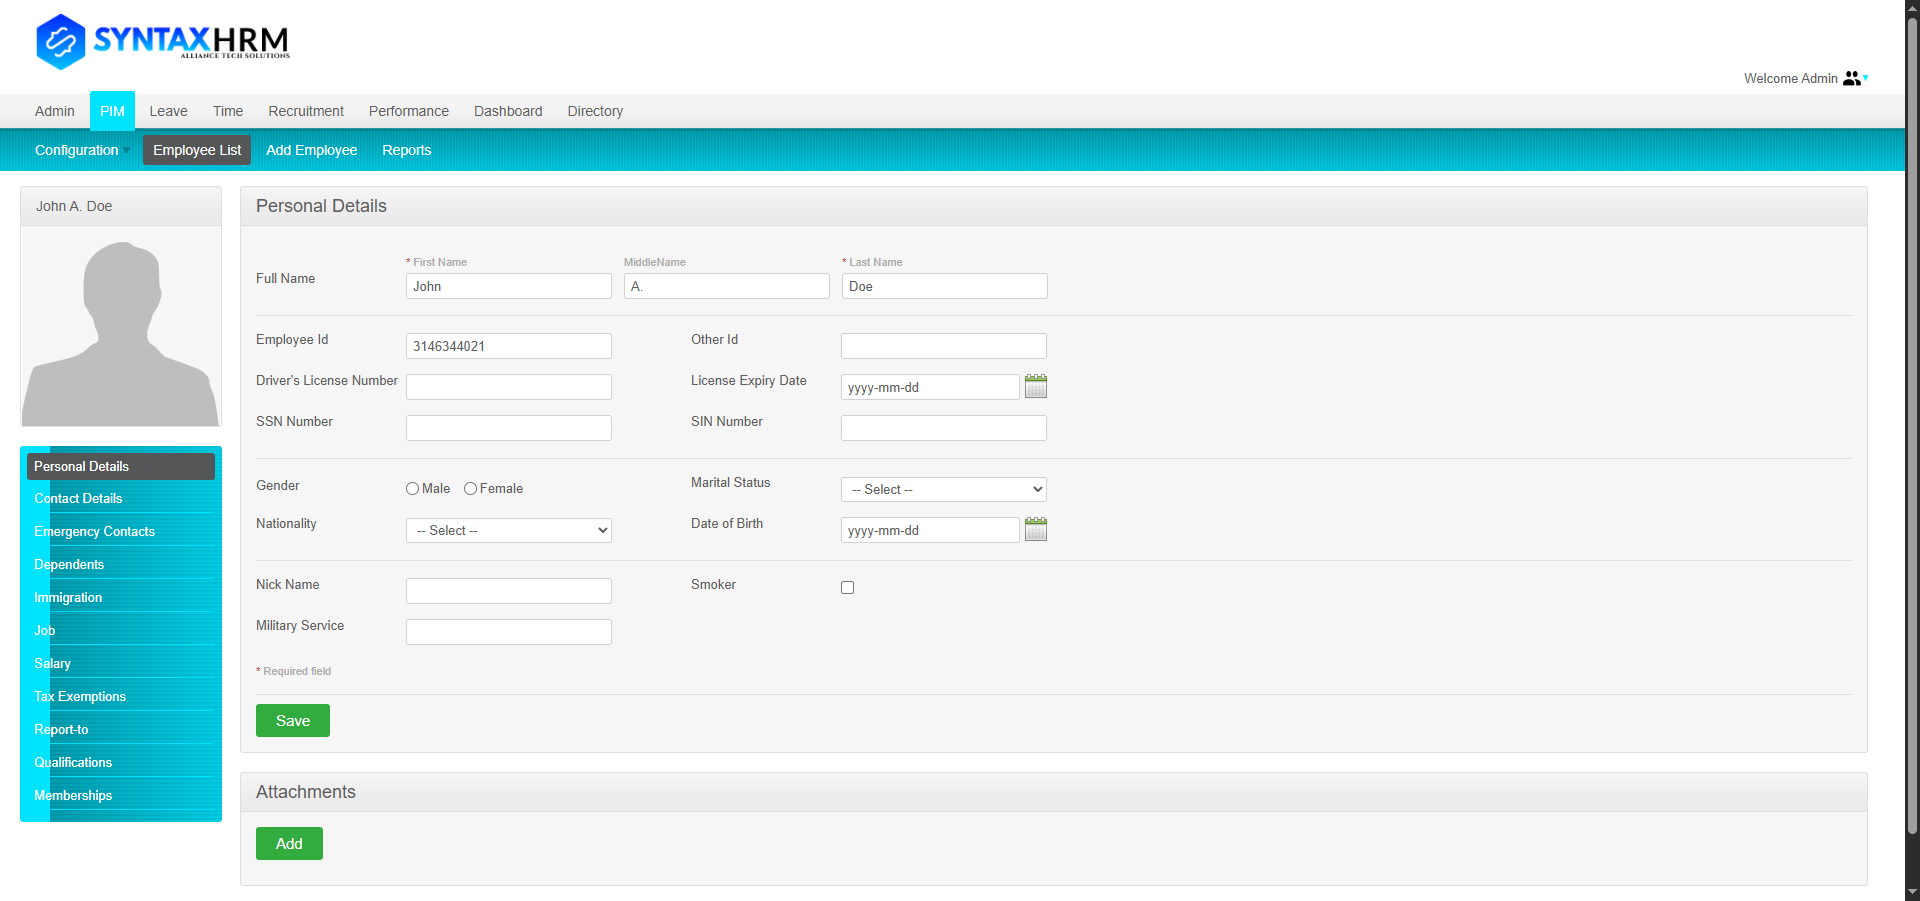 SYNTAXHRM
ALLIANCE TECH SOLUTIONS
Welcome Admin
Admin PIM Leave Time Recruitment Performance Dashboard Directory
Configuration Employee List Add Employee Reports
John A. Doe
Personal Details
Contact Details
Emergency Contacts
Dependents
Immigration
Job
Salary
Tax Exemptions
Report-to
Qualifications
Memberships
Personal Details
* First Name MiddleName * Last Name
Full Name John A. Doe
Employee Id 3146344021 Other Id
Driver's License Number License Expiry Date yyyy-mm-dd
SSN Number SIN Number
Gender Male Female Marital Status -- Select --
Nationality -- Select -- Date of Birth yyyy-mm-dd
Nick Name Smoker
Military Service
* Required field
Save
Attachments
Add